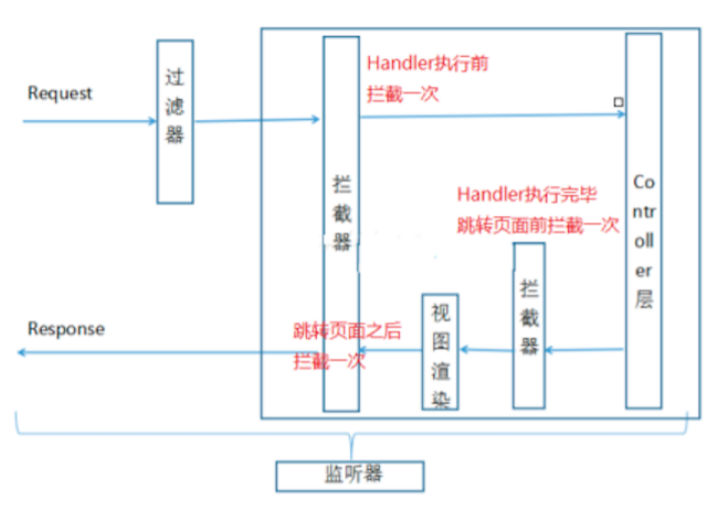 Request
过滤器
拦截器
Handler执行前
拦截一次
Controller层
Handler执行完毕
跳转页面前拦截一次
拦截器
视图渲染
跳转页面之后
拦截一次
Response
监听器